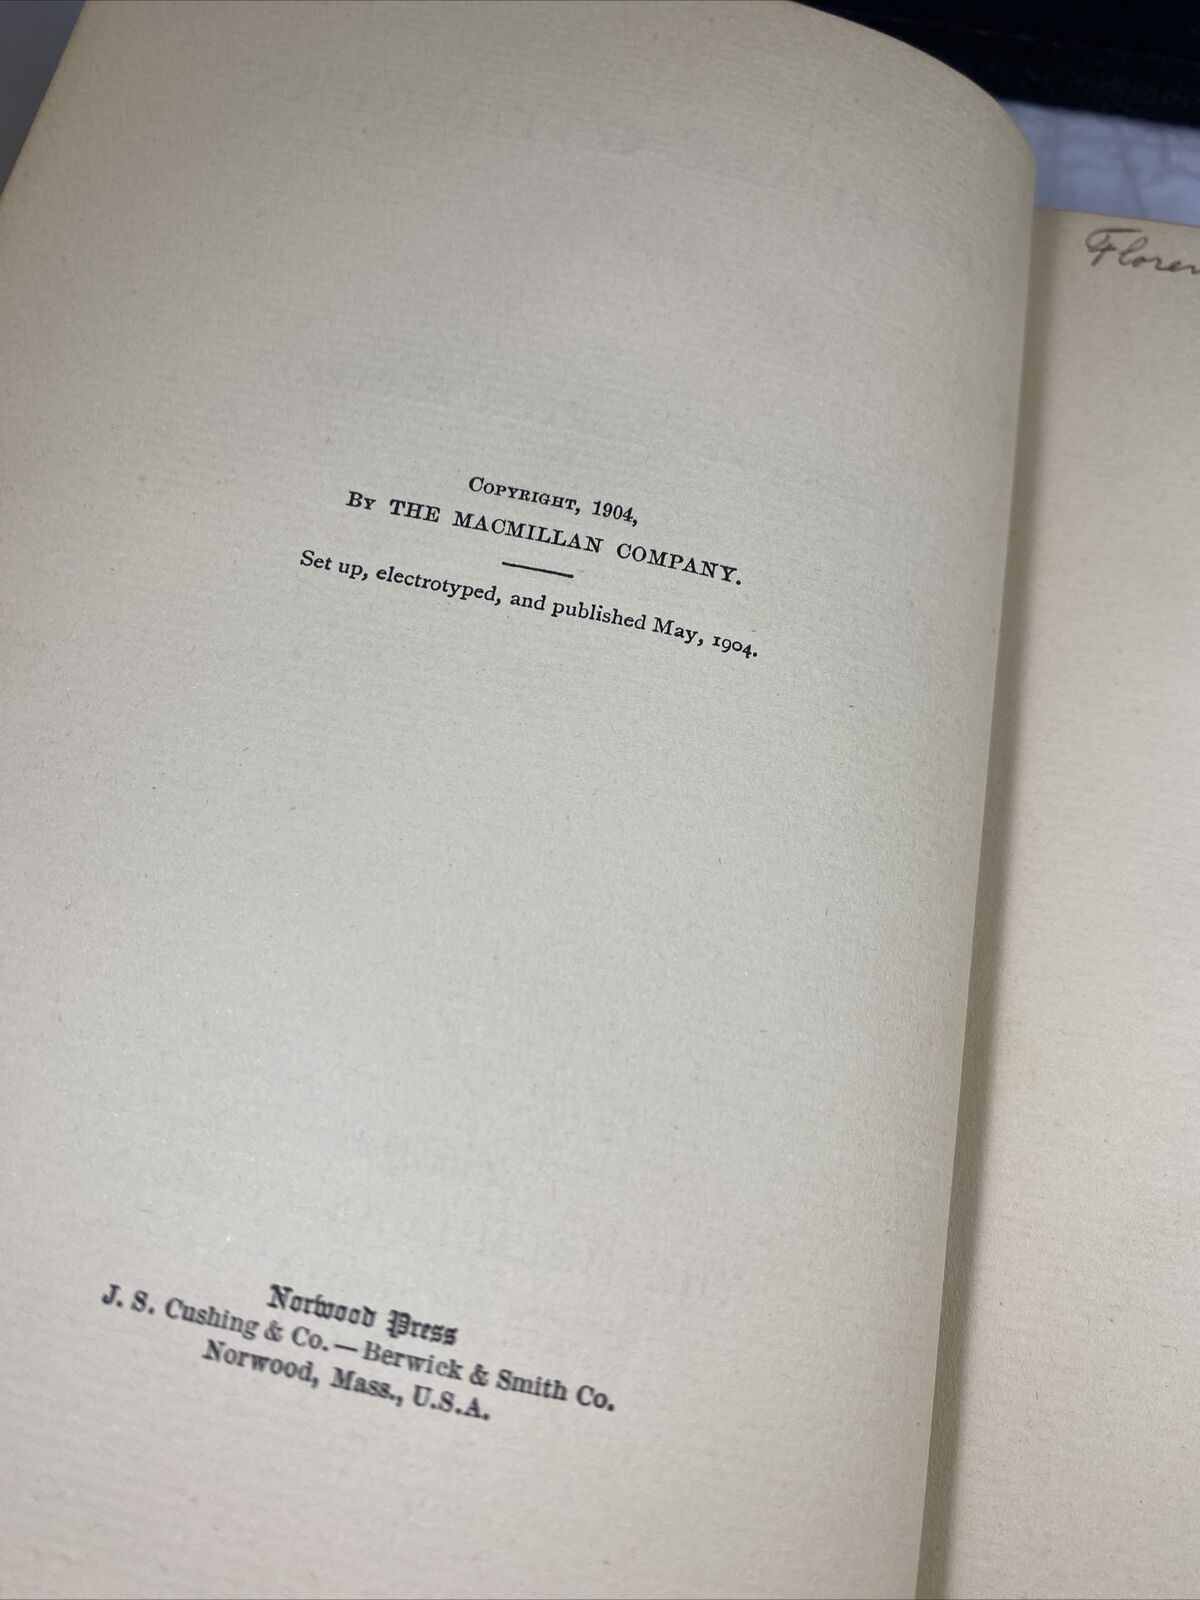 Copyright, 1904,
By THE MACMILLAN COMPANY.
Set up, electrotyped, and published May, 1904.
Norwood Press
J. S. Cushing & Co. — Berwick & Smith Co.
Norwood, Mass., U.S.A.